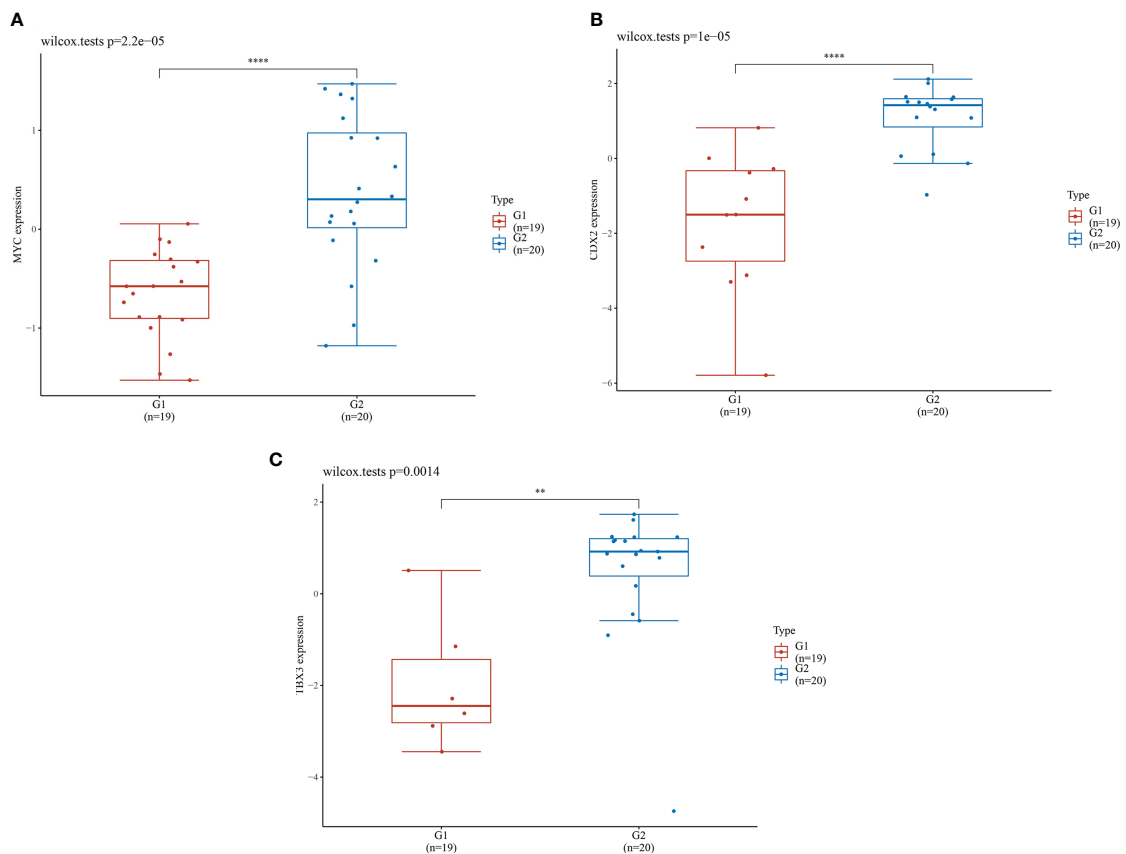 A
wilcox.tests p=2.2e−05
****
1
0
−1
MYC expression
G1
(n=19)
G2
(n=20)
Type
G1
(n=19)
G2
(n=20)
B
wilcox.tests p=1e−05
****
2
0
−2
−4
−6
CDX2 expression
G1
(n=19)
G2
(n=20)
Type
G1
(n=19)
G2
(n=20)
C
wilcox.tests p=0.0014
**
2
0
−2
−4
TBX3 expression
G1
(n=19)
G2
(n=20)
Type
G1
(n=19)
G2
(n=20)